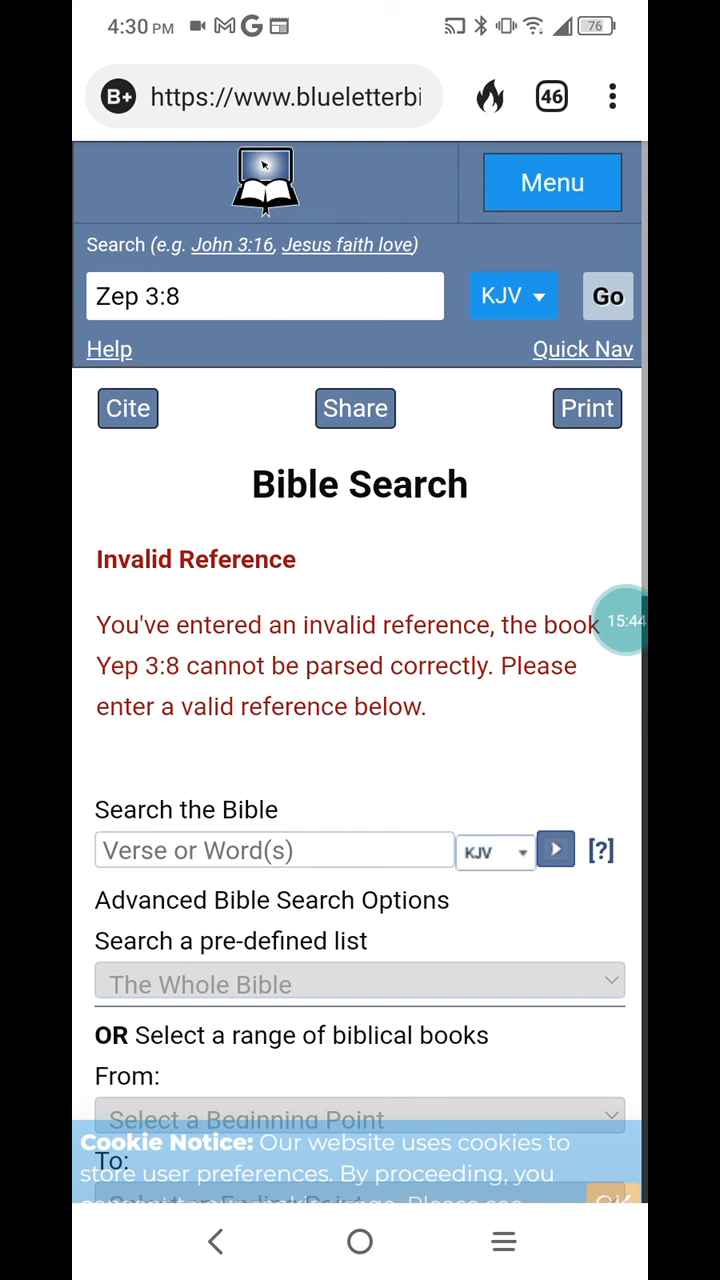 4:30 PM
76
B+ https://www.blueletterbi 46
Menu
Search (e.g. John 3:16, Jesus faith love)
Zep 3:8 KJV Go
Help Quick Nav
Cite Share Print
Bible Search
Invalid Reference
You've entered an invalid reference, the book
15:44
Yep 3:8 cannot be parsed correctly. Please
enter a valid reference below.
Search the Bible
Verse or Word(s) KJV [?]
Advanced Bible Search Options
Search a pre-defined list
The Whole Bible
OR Select a range of biblical books
From:
Select a Beginning Point
Cookie Notice: Our website uses cookies to
To:
store user preferences. By proceeding, you
OK